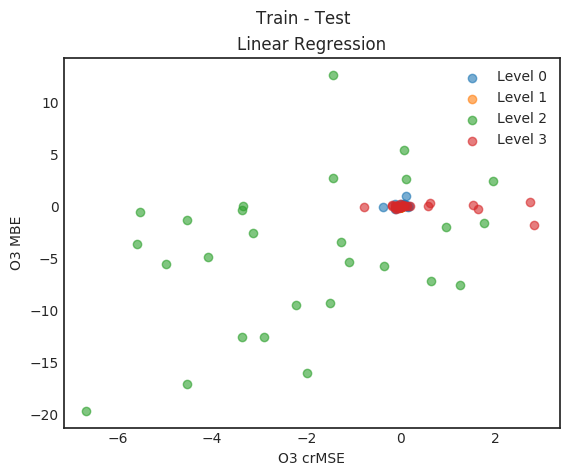 Train - Test
Linear Regression
Level 0
Level 1
Level 2
Level 3
10
5
0
−5
−10
−15
−20
O3 MBE
−6
−4
−2
0
2
O3 crMSE